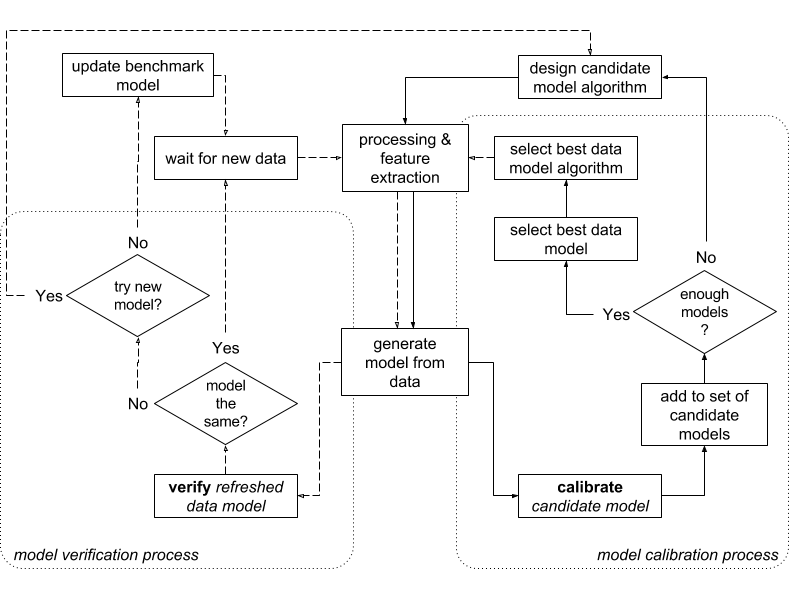 update benchmark
model
design candidate
model algorithm
wait for new data
processing &
feature
extraction
select best data
model algorithm
select best data
model
No
try new
model?
Yes
No
enough
models
?
Yes
generate
model from
data
Yes
model
the
same?
No
add to set of
candidate
models
verify refreshed
data model
calibrate
candidate model
model verification process
model calibration process